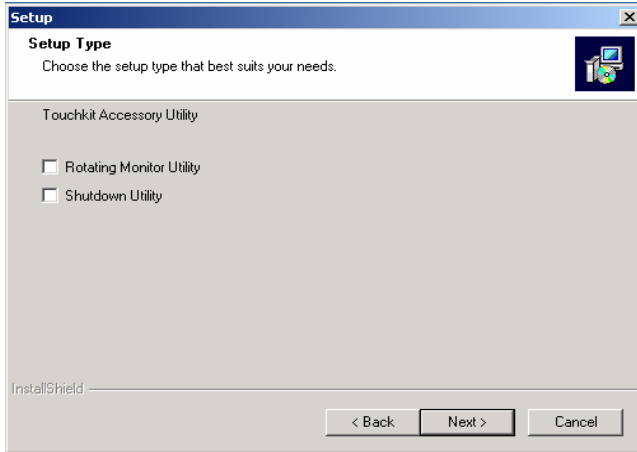 Setup
Setup Type
Choose the setup type that best suits your needs.
Touchkit Accessory Utility
Rotating Monitor Utility
Shutdown Utility
InstallShield
< Back Next > Cancel